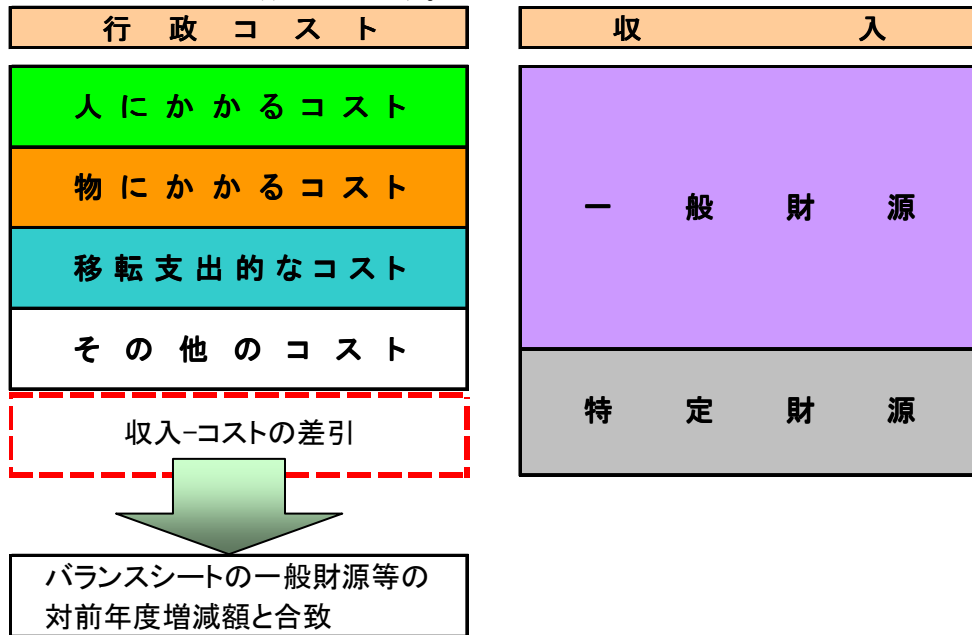 行政コスト
人にかかるコスト
物にかかるコスト
移転支出的なコスト
その他のコスト
収入-コストの差引
バランスシートの一般財源等の
対前年度増減額と合致
収入
一般財源
特定財源